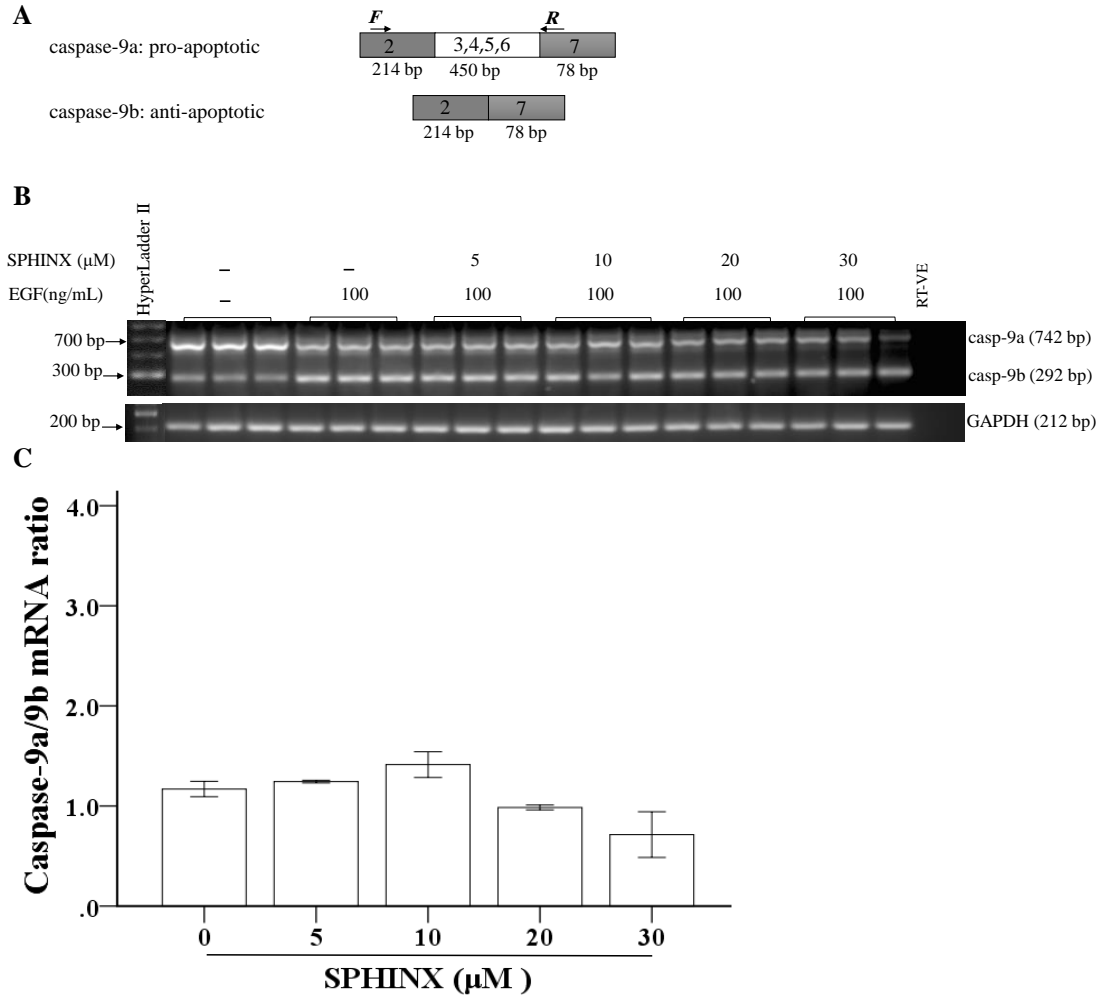 A
F R
caspase-9a: pro-apoptotic 2 3,4,5,6 7
214 bp 450 bp 78 bp
caspase-9b: anti-apoptotic 2 7
214 bp 78 bp
B
HyperLadder II
SPHINX (μM) – – 5 10 20 30
EGF(ng/mL) – 100 100 100 100 100
RT-VE
700 bp casp-9a (742 bp)
300 bp casp-9b (292 bp)
200 bp GAPDH (212 bp)
C
Caspase-9a/9b mRNA ratio
4.0
3.0
2.0
1.0
.0
0 5 10 20 30
SPHINX (μM )